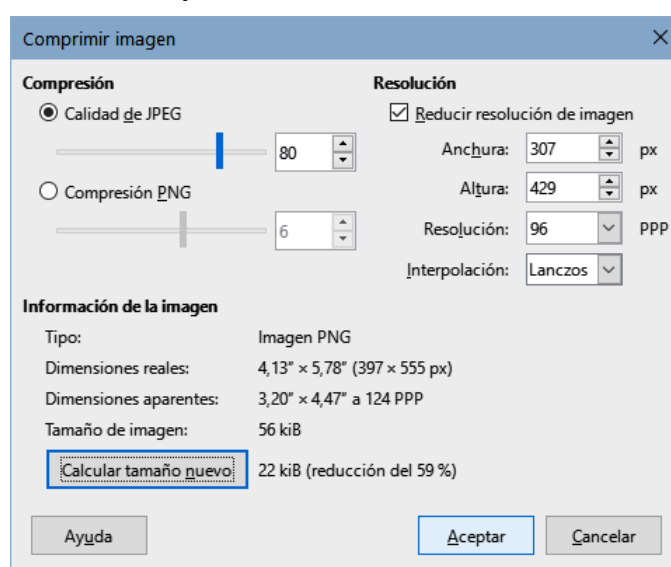 Comprimir imagen
Compresión
Calidad de JPEG
80
Compresión PNG
6
Resolución
Reducir resolución de imagen
Anchura: 307 px
Altura: 429 px
Resolución: 96 PPP
Interpolación: Lanczos
Información de la imagen
Tipo: Imagen PNG
Dimensiones reales: 4,13" × 5,78" (397 × 555 px)
Dimensiones aparentes: 3,20" × 4,47" a 124 PPP
Tamaño de imagen: 56 kiB
Calcular tamaño nuevo 22 kiB (reducción del 59 %)
Ayuda Aceptar Cancelar